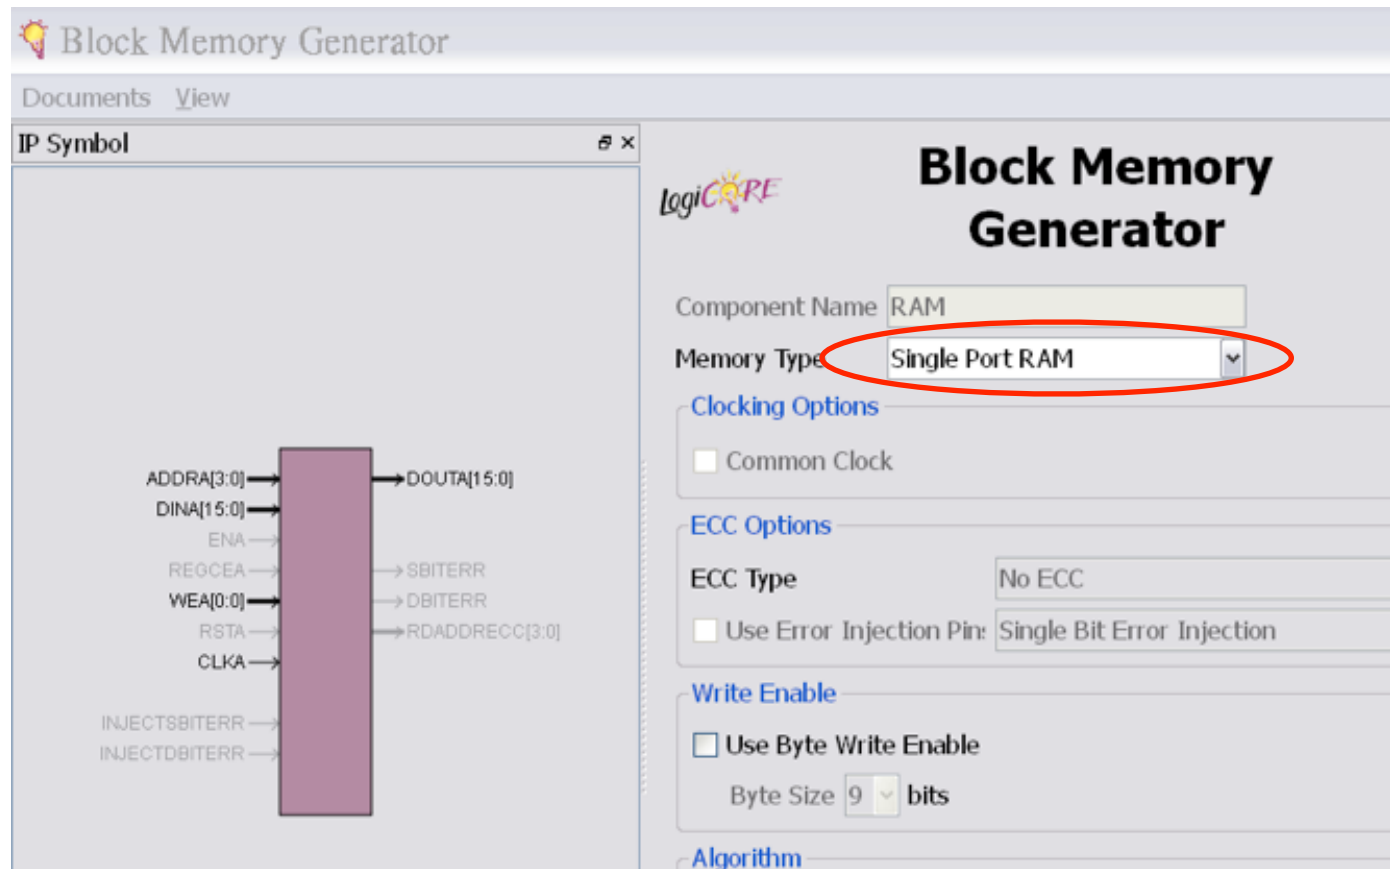 Block Memory Generator
Documents View
IP Symbol
ADDRA[3:0]
DINA[15:0]
ENA
REGCEA
WEA[0:0]
RSTA
CLKA
INJECTSBITERR
INJECTDBITERR
DOUTA[15:0]
SBITERR
DBITERR
RDADDRECC[3:0]
LogiCORE
Block Memory
Generator
Component Name RAM
Memory Type Single Port RAM
Clocking Options
Common Clock
ECC Options
ECC Type No ECC
Use Error Injection Pins Single Bit Error Injection
Write Enable
Use Byte Write Enable
Byte Size 9 bits
Algorithm